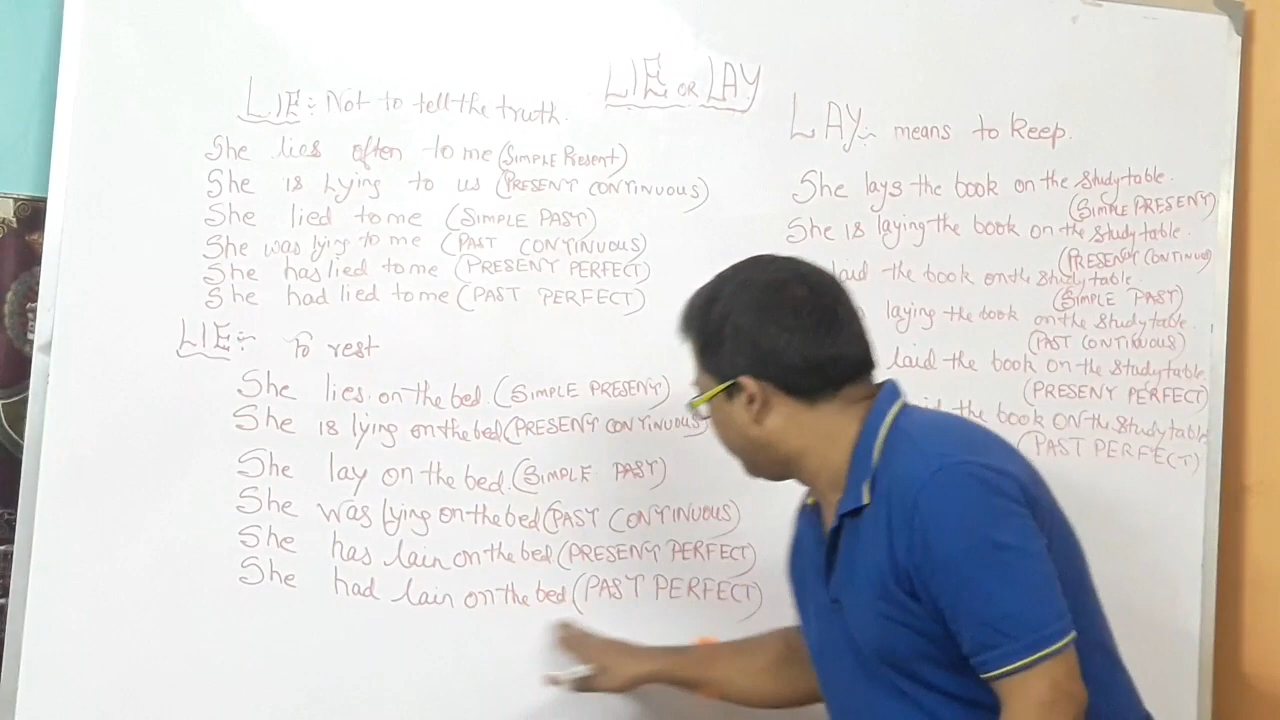 LIE OR LAY
LIE:- Not to tell the truth.
She lies often to me (SIMPLE PRESENT)
She is Lying to us (PRESENT CONTINUOUS)
She lied to me (SIMPLE PAST)
She was lying to me (PAST CONTINUOUS)
She has lied to me (PRESENT PERFECT)
She had lied to me (PAST PERFECT)
LIE:- To rest
She lies on the bed. (SIMPLE PRESENT)
She is lying on the bed (PRESENT CONTINUOUS)
She lay on the bed. (SIMPLE PAST)
She was lying on the bed (PAST CONTINUOUS)
She has lain on the bed (PRESENT PERFECT)
She had lain on the bed (PAST PERFECT)
LAY:- means to keep.
She lays the book on the study table.
(SIMPLE PRESENT)
She is laying the book on the study table.
(PRESENT CONTINUOUS)
laid the book on the study table.
(SIMPLE PAST)
laying the book on the study table.
(PAST CONTINUOUS)
laid the book on the study table.
(PRESENT PERFECT)
the book ON the study table
(PAST PERFECT)